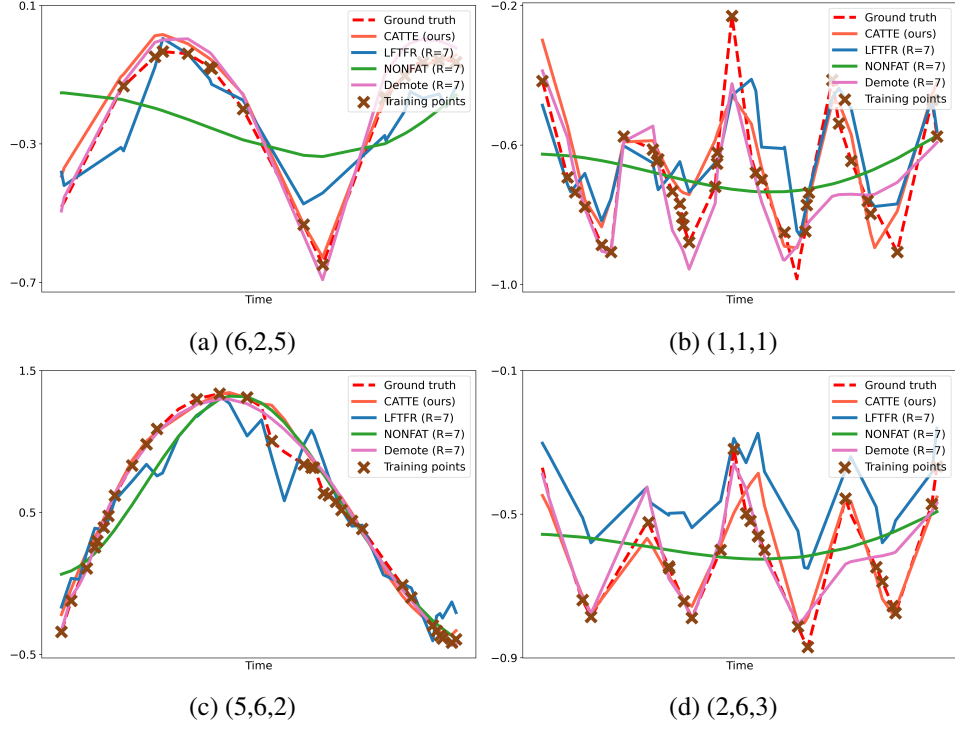 0.1
−0.3
−0.7
Ground truth
CATTE (ours)
LFTFR (R=7)
NONFAT (R=7)
Demote (R=7)
Training points
Time
(a) (6,2,5)
−0.2
−0.6
−1.0
Ground truth
CATTE (ours)
LFTFR (R=7)
NONFAT (R=7)
Demote (R=7)
Training points
Time
(b) (1,1,1)
1.5
0.5
−0.5
Ground truth
CATTE (ours)
LFTFR (R=7)
NONFAT (R=7)
Demote (R=7)
Training points
Time
(c) (5,6,2)
−0.1
−0.5
−0.9
Ground truth
CATTE (ours)
LFTFR (R=7)
NONFAT (R=7)
Demote (R=7)
Training points
Time
(d) (2,6,3)